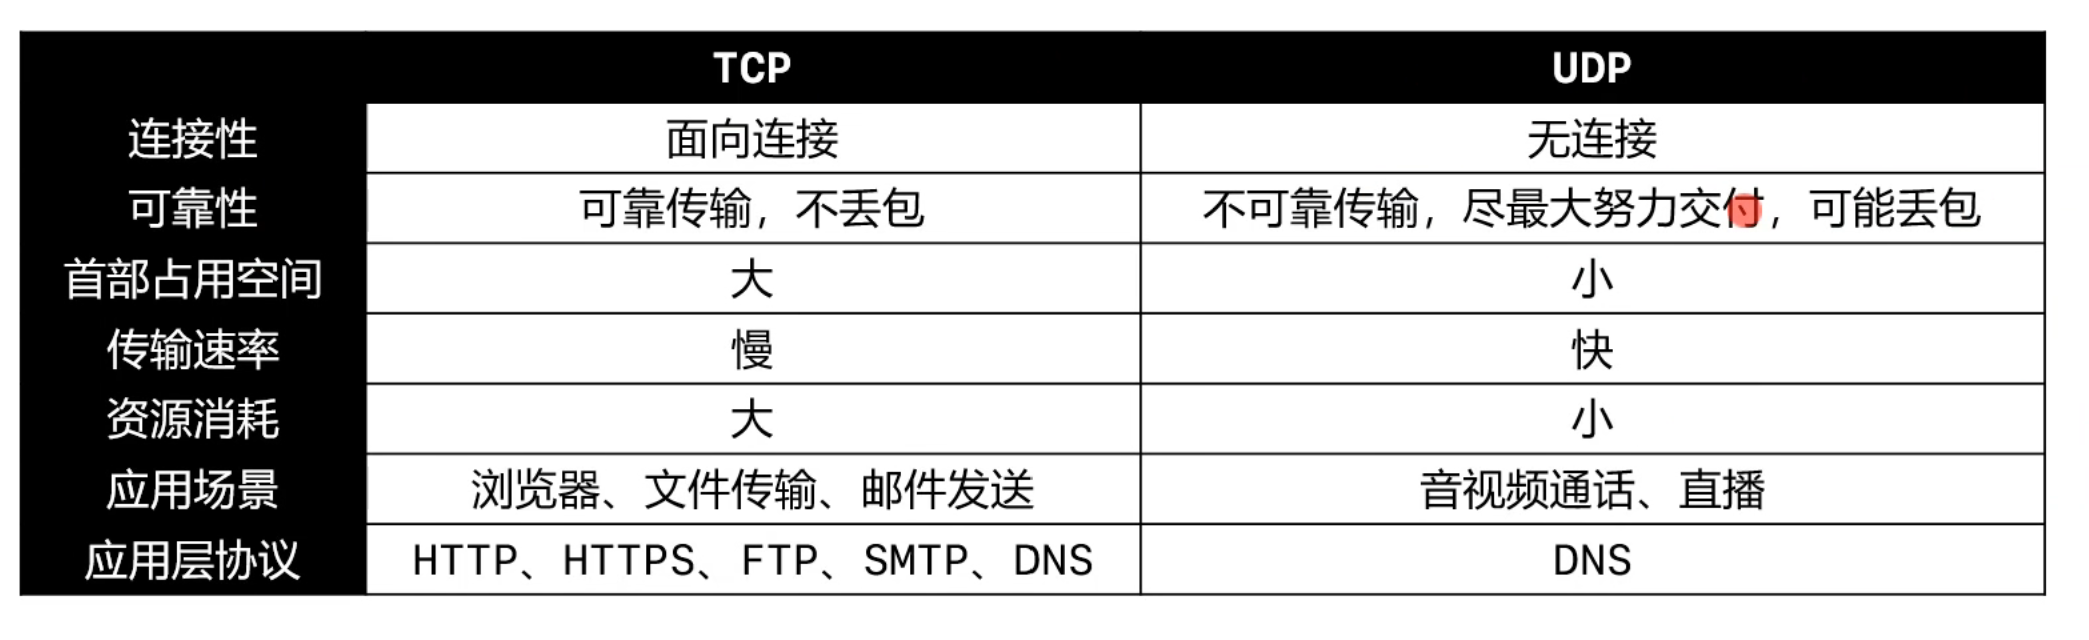 TCP UDP
连接性 面向连接 无连接
可靠性 可靠传输，不丢包 不可靠传输，尽最大努力交付，可能丢包
首部占用空间 大 小
传输速率 慢 快
资源消耗 大 小
应用场景 浏览器、文件传输、邮件发送 音视频通话、直播
应用层协议 HTTP、HTTPS、FTP、SMTP、DNS DNS